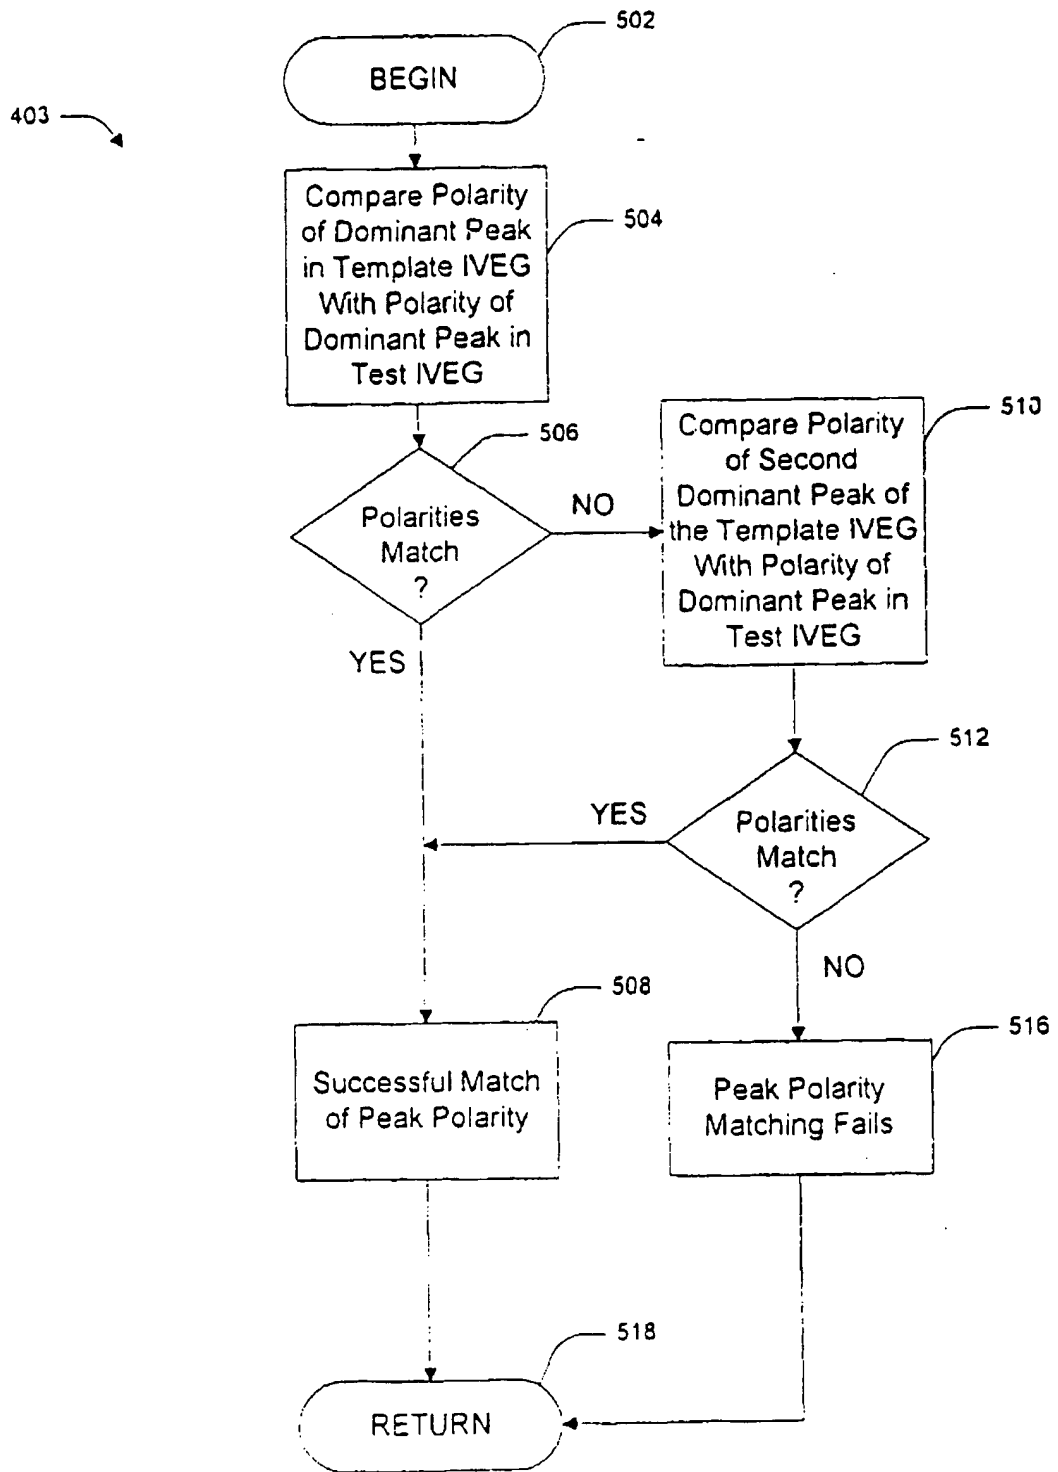 502
BEGIN
403
Compare Polarity
of Dominant Peak
in Template IVEG
With Polarity of
Dominant Peak in
Test IVEG
504
506
Polarities
Match
?
NO
YES
510
Compare Polarity
of Second
Dominant Peak of
the Template IVEG
With Polarity of
Dominant Peak in
Test IVEG
512
Polarities
Match
?
YES
NO
508
Successful Match
of Peak Polarity
516
Peak Polarity
Matching Fails
518
RETURN